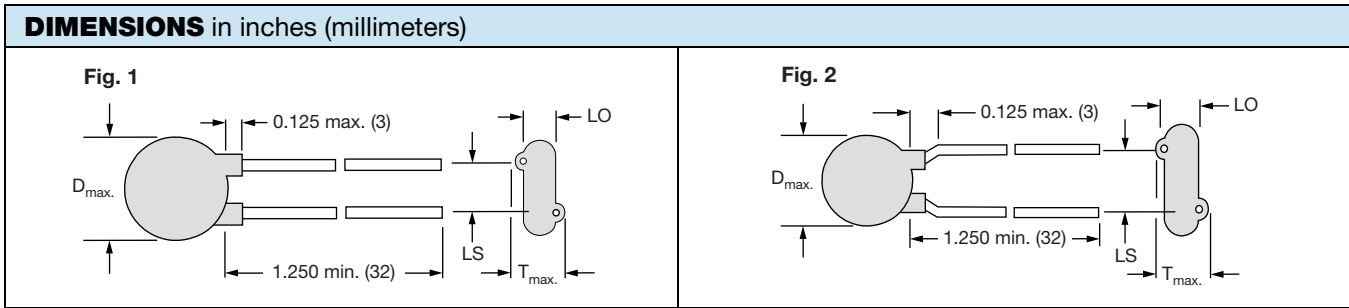 DIMENSIONS in inches (millimeters)
Fig. 1
0.125 max. (3)
LO
Dmax.
LS
1.250 min. (32)
Tmax.
Fig. 2
0.125 max. (3)
LO
Dmax.
1.250 min. (32)
LS
Tmax.